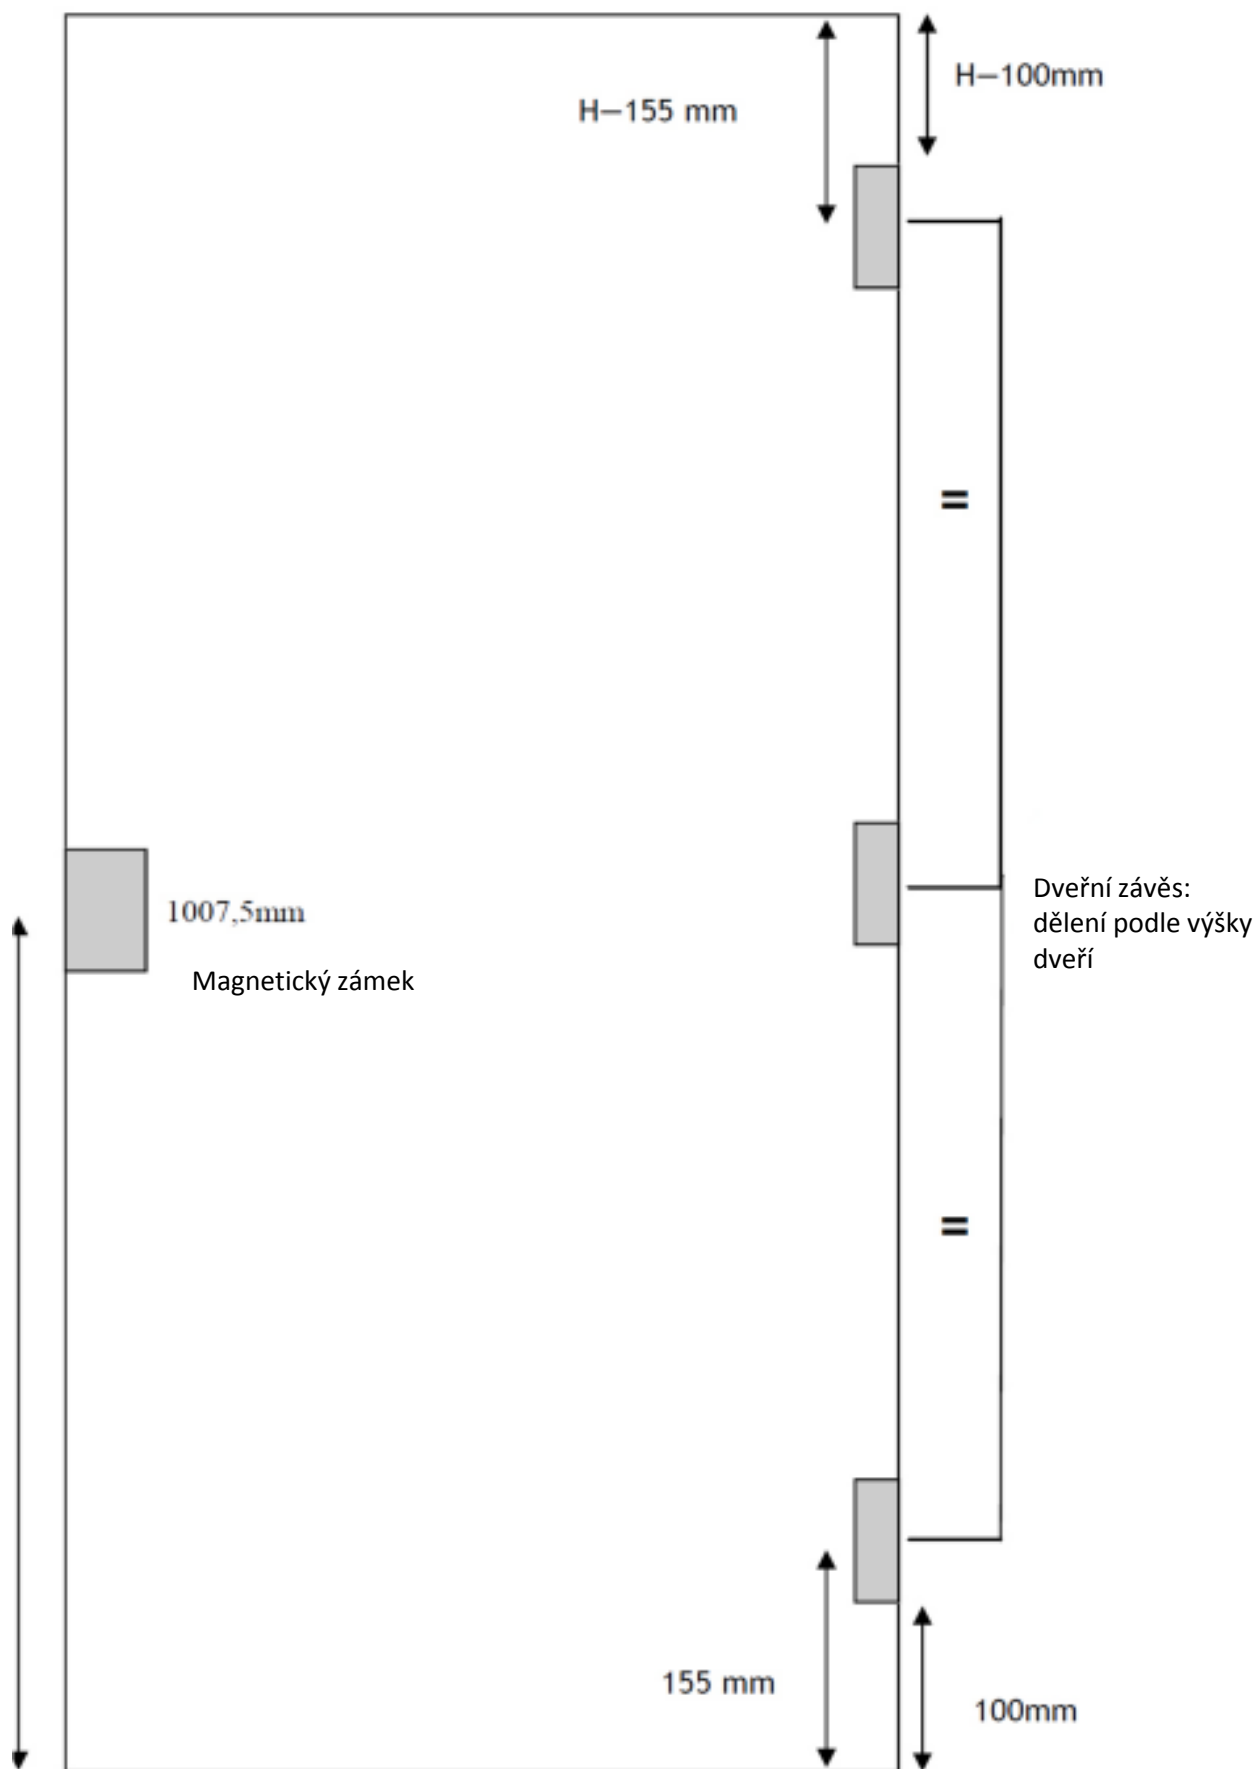 H–100mm
H–155 mm
=
Dveřní závěs:
dělení podle výšky
dveří
1007,5mm
Magnetický zámek
=
155 mm
100mm